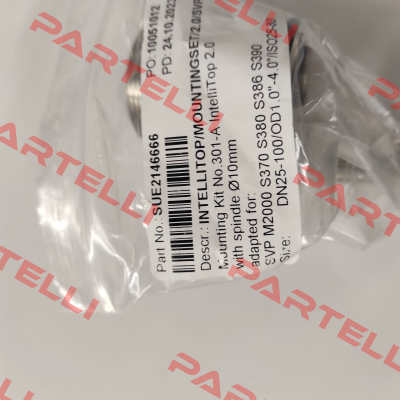 PO: 10051012
PD: 24.10.2023
Part No.: SUE2146666
Descr.: INTELLITOP/MOUNTINGSET/2.0/SVP
Mounting Kit No.301-A IntelliTop 2.0
with spindle Ø10mm
adapted for:
SVP M2000 S370 S380 S386 S390
Size: DN25-100/OD1.0"-4.0"/ISO25-80
PARTELLI
PARTELLI
PARTELLI